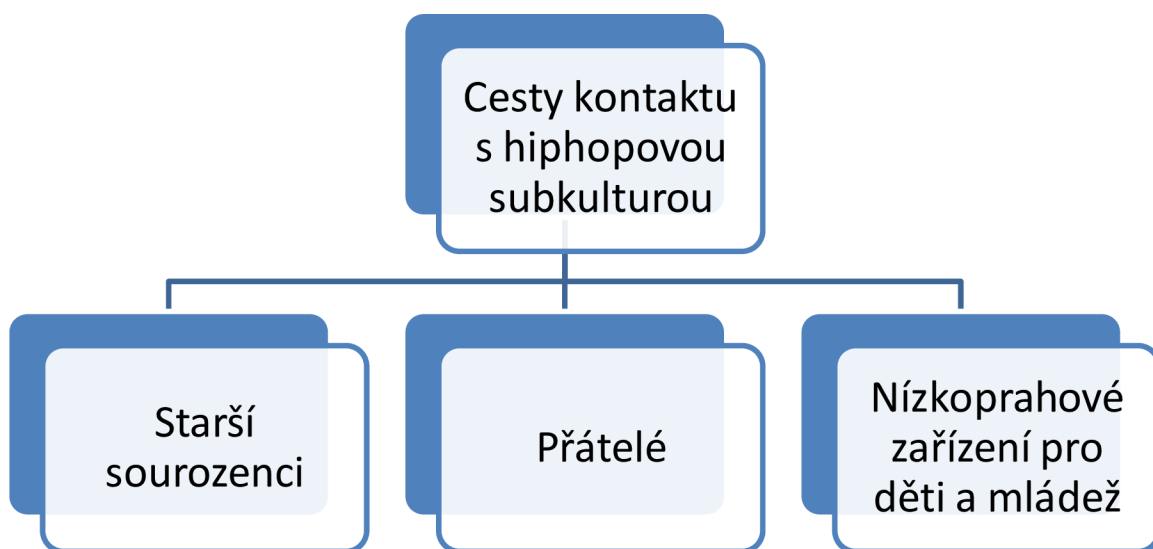 Cesty kontaktu
s hiphopovou
subkulturou
Starší
sourozenci
Přátelé
Nízkoprahové
zařízení pro
děti a mládež